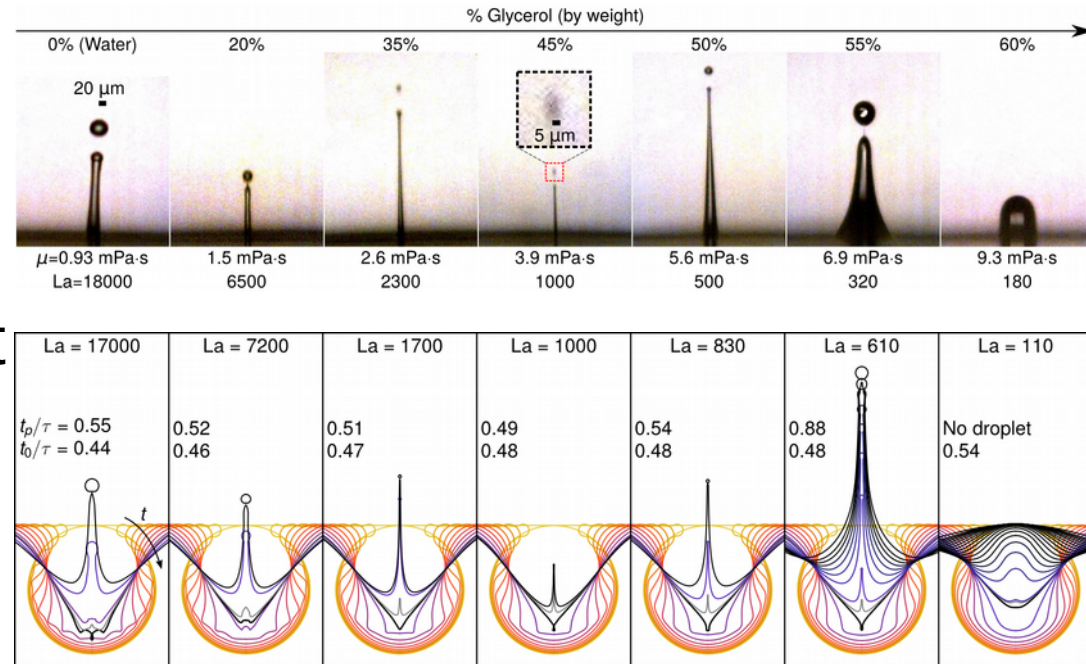 % Glycerol (by weight)
0% (Water) 20% 35% 45% 50% 55% 60%
20 μm
5 μm
μ=0.93 mPa·s 1.5 mPa·s 2.6 mPa·s 3.9 mPa·s 5.6 mPa·s 6.9 mPa·s 9.3 mPa·s
La=18000 6500 2300 1000 500 320 180
La = 17000 La = 7200 La = 1700 La = 1000 La = 830 La = 610 La = 110
tp/τ = 0.55 0.52 0.51 0.49 0.54 0.88 No droplet
t0/τ = 0.44 0.46 0.47 0.48 0.48 0.48 0.54
t